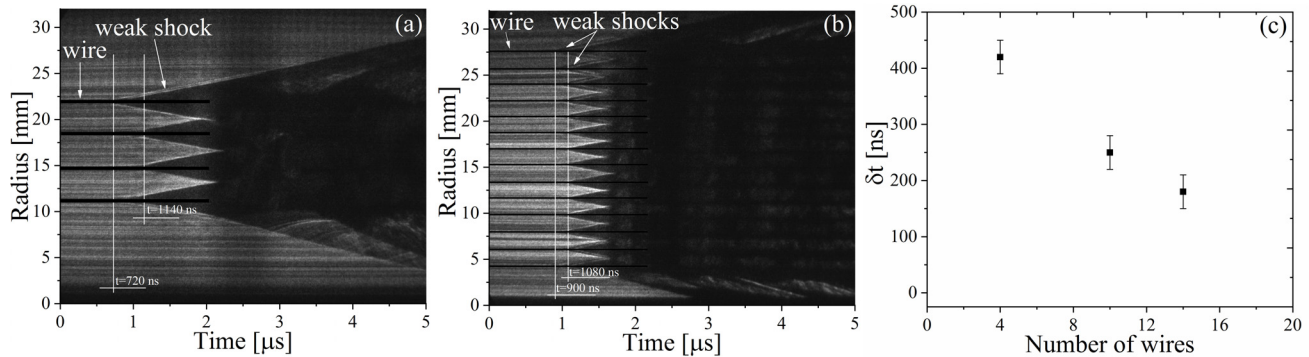 (a)
weak shock
wire
t=1140 ns
t=720 ns
Radius [mm]
30
25
20
15
10
5
0
0 1 2 3 4 5
Time [µs]
(b)
weak shocks
wire
t=1080 ns
t=900 ns
Radius [mm]
30
25
20
15
10
5
0
0 1 2 3 4 5
Time [µs]
(c)
δt [ns]
500
400
300
200
100
0
0 4 8 12 16 20
Number of wires